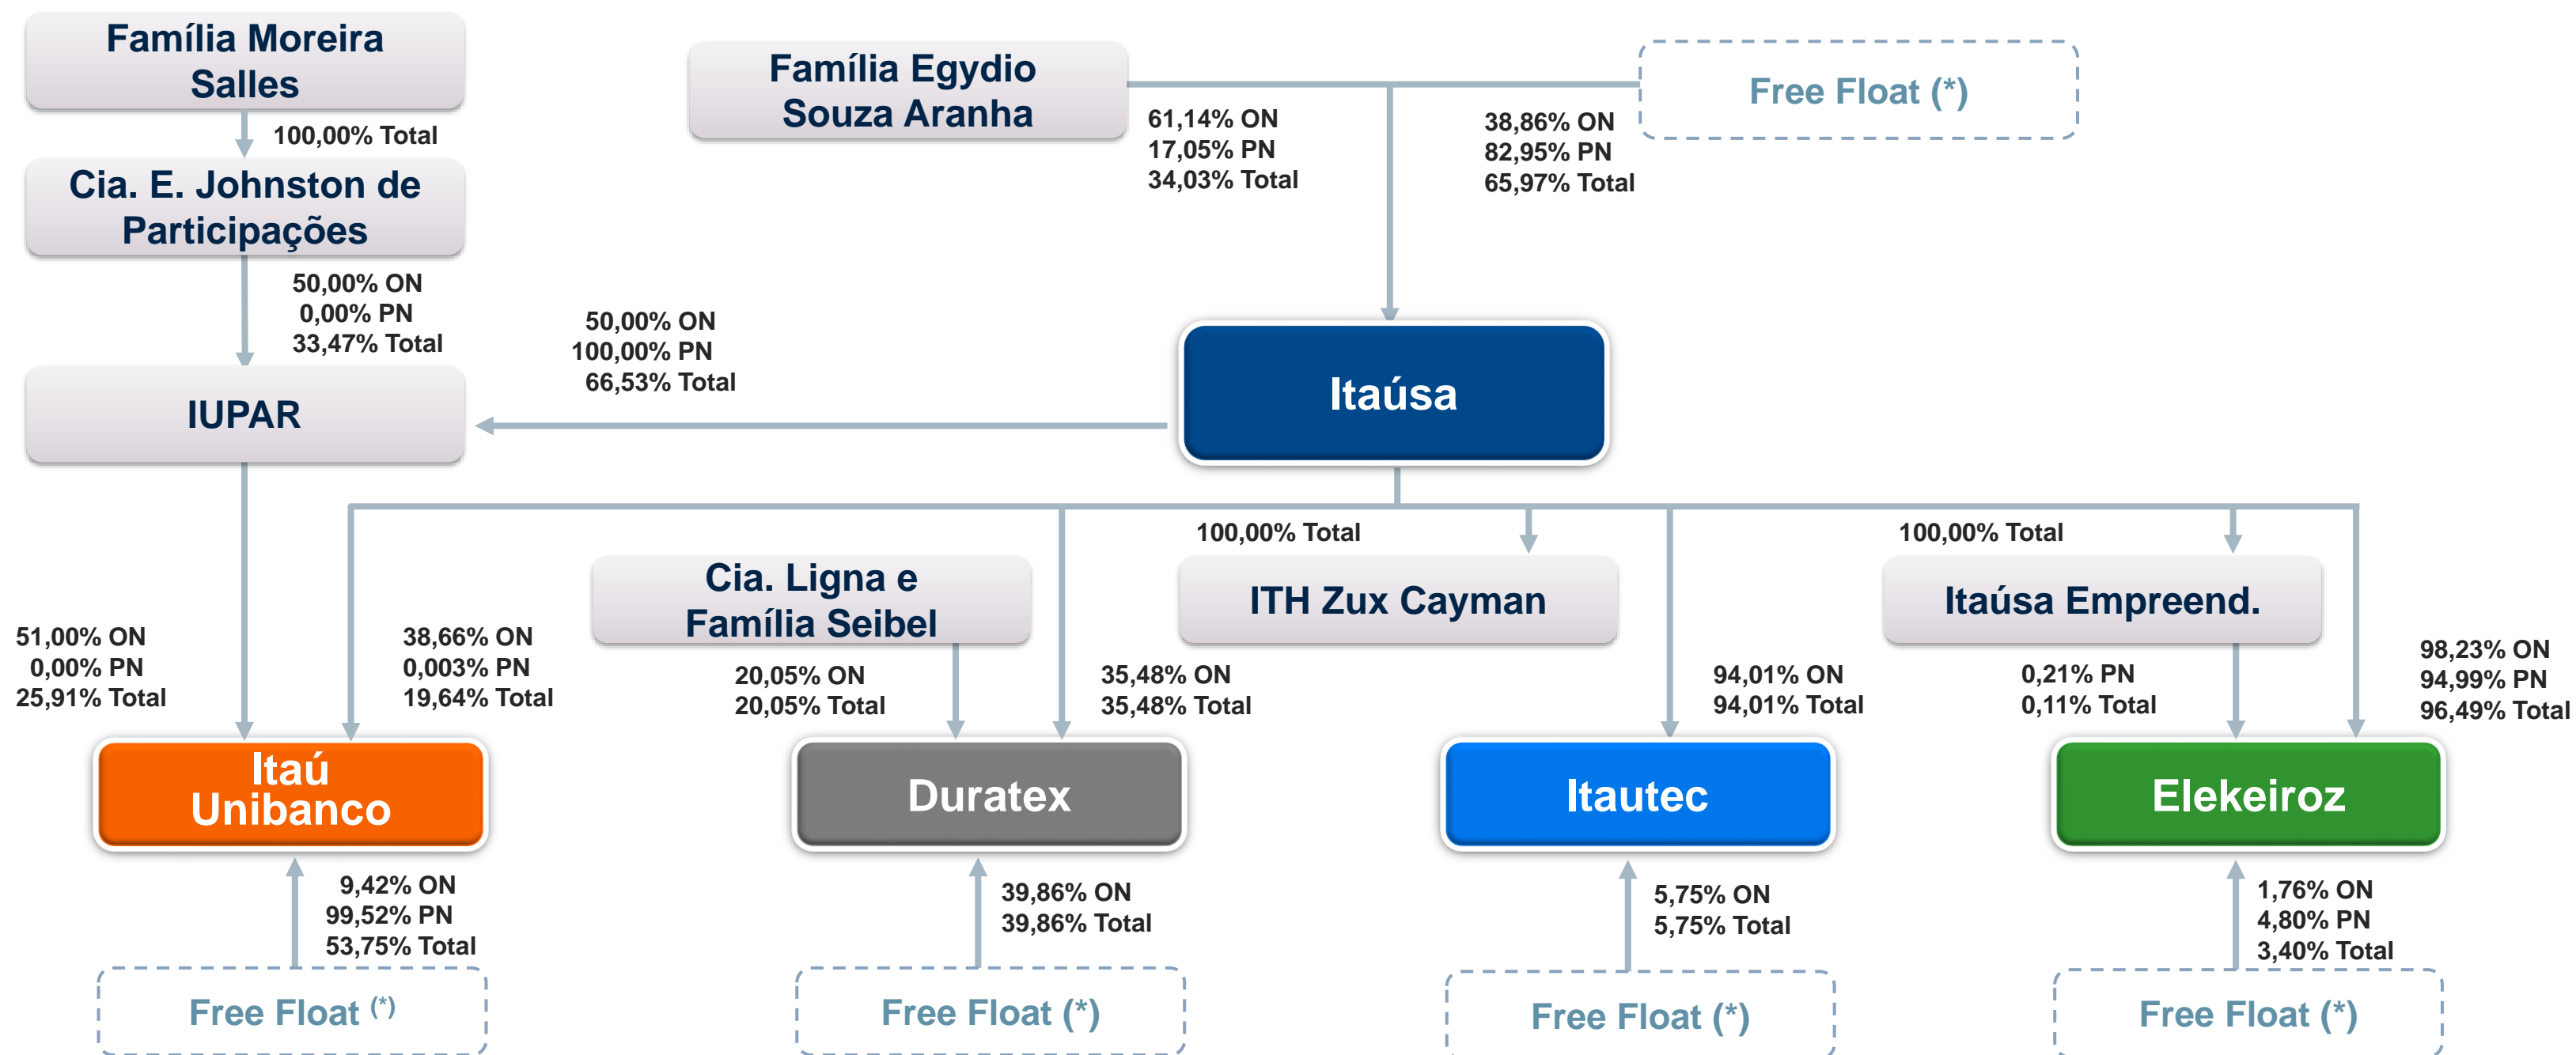 Família Moreira
Salles
100,00% Total
Cia. E. Johnston de
Participações
50,00% ON
0,00% PN
33,47% Total
IUPAR
Família Egydio
Souza Aranha
61,14% ON
17,05% PN
34,03% Total
38,86% ON
82,95% PN
65,97% Total
Free Float (*)
50,00% ON
100,00% PN
66,53% Total
Itaúsa
100,00% Total
100,00% Total
Cia. Ligna e
Família Seibel
ITH Zux Cayman
Itaúsa Empreend.
51,00% ON
0,00% PN
25,91% Total
38,66% ON
0,003% PN
19,64% Total
20,05% ON
20,05% Total
35,48% ON
35,48% Total
94,01% ON
94,01% Total
0,21% PN
0,11% Total
98,23% ON
94,99% PN
96,49% Total
Itaú
Unibanco
Duratex
Itautec
Elekeiroz
9,42% ON
99,52% PN
53,75% Total
39,86% ON
39,86% Total
5,75% ON
5,75% Total
1,76% ON
4,80% PN
3,40% Total
Free Float (*)
Free Float (*)
Free Float (*)
Free Float (*)